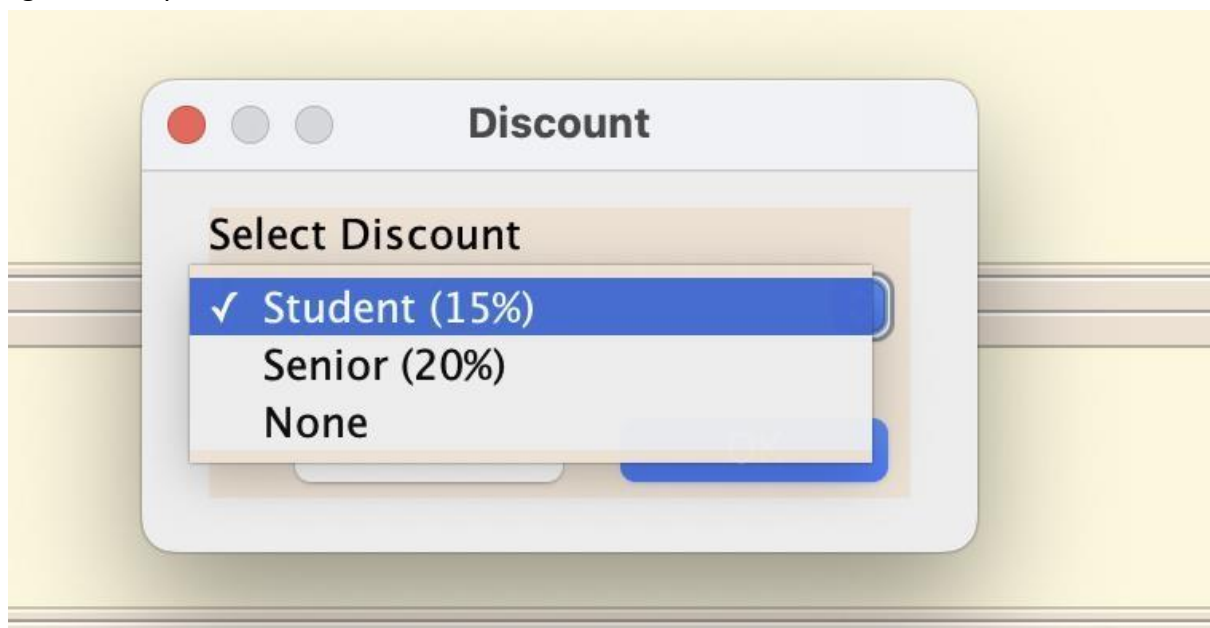 Discount
Select Discount
✓ Student (15%)
Senior (20%)
None